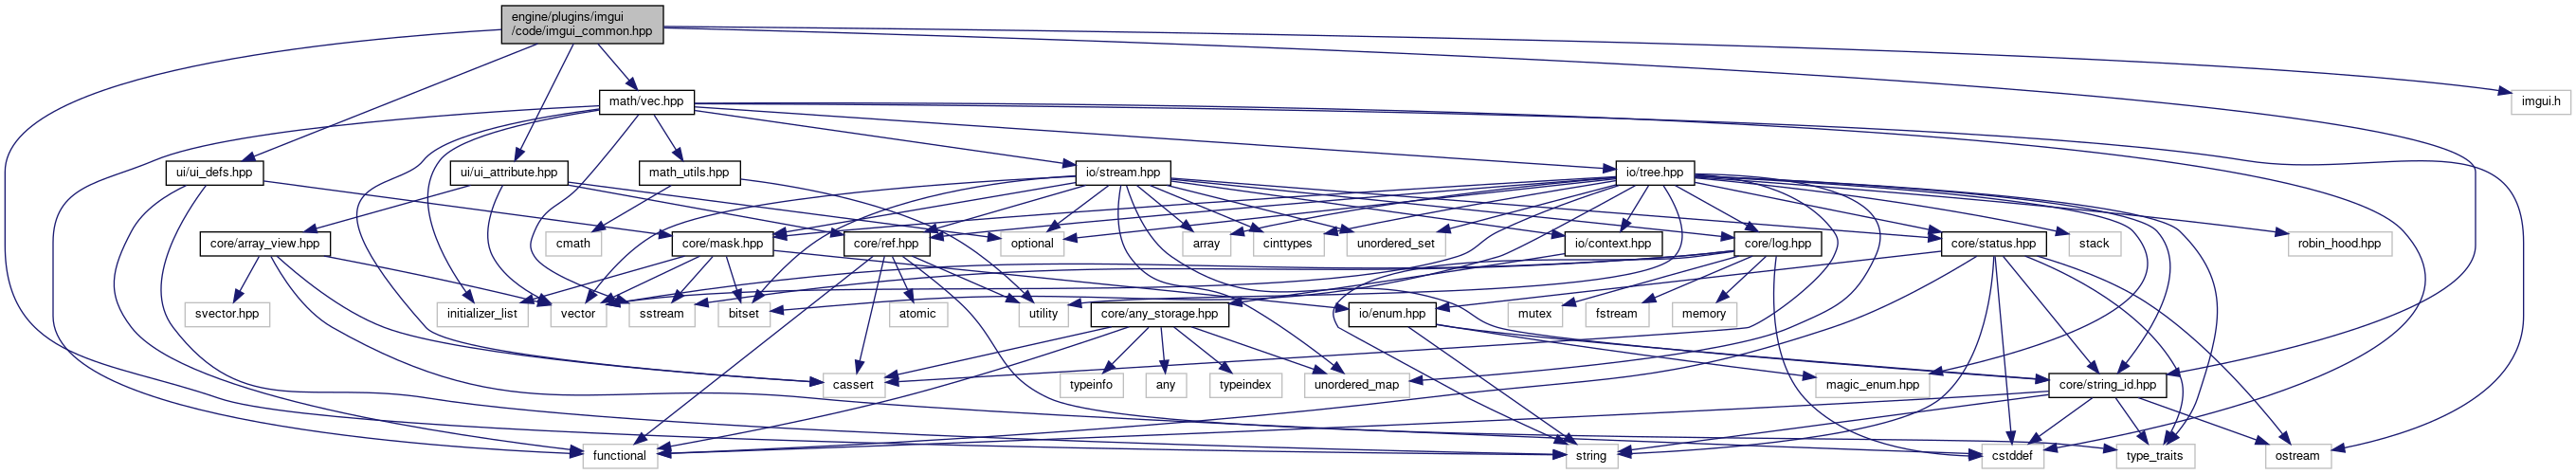 engine/plugins/imgui
/code/imgui_common.hpp
math/vec.hpp
imgui.h
ui/ui_defs.hpp
ui/ui_attribute.hpp
math_utils.hpp
io/stream.hpp
io/tree.hpp
core/array_view.hpp
cmath
core/mask.hpp
core/ref.hpp
optional
array
cinttypes
unordered_set
io/context.hpp
core/log.hpp
core/status.hpp
stack
robin_hood.hpp
svector.hpp
initializer_list
vector
sstream
bitset
atomic
utility
core/any_storage.hpp
io/enum.hpp
mutex
fstream
memory
cassert
typeinfo
any
typeindex
unordered_map
magic_enum.hpp
core/string_id.hpp
functional
string
cstddef
type_traits
ostream